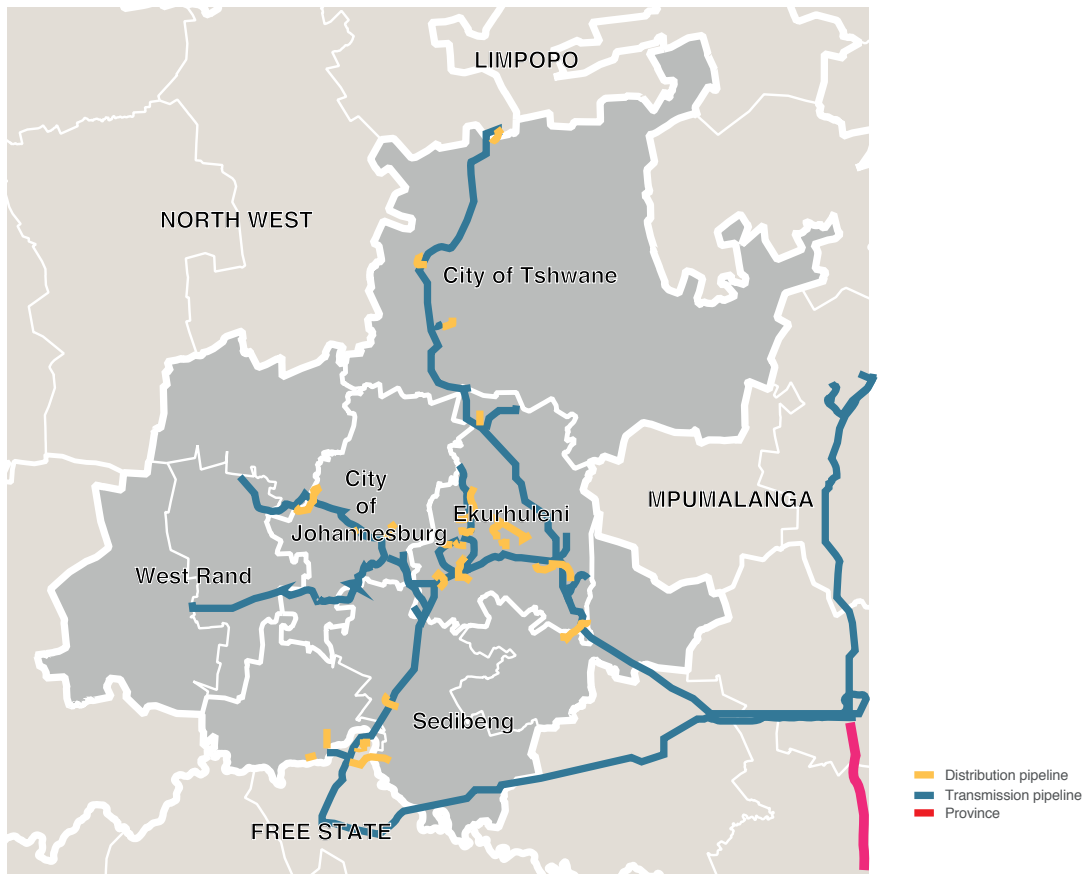 LIMPOPO
NORTH WEST
City of Tshwane
City
of
Johannesburg
Ekurhuleni
MPUMALANGA
West Rand
Sedibeng
FREE STATE
Distribution pipeline
Transmission pipeline
Province